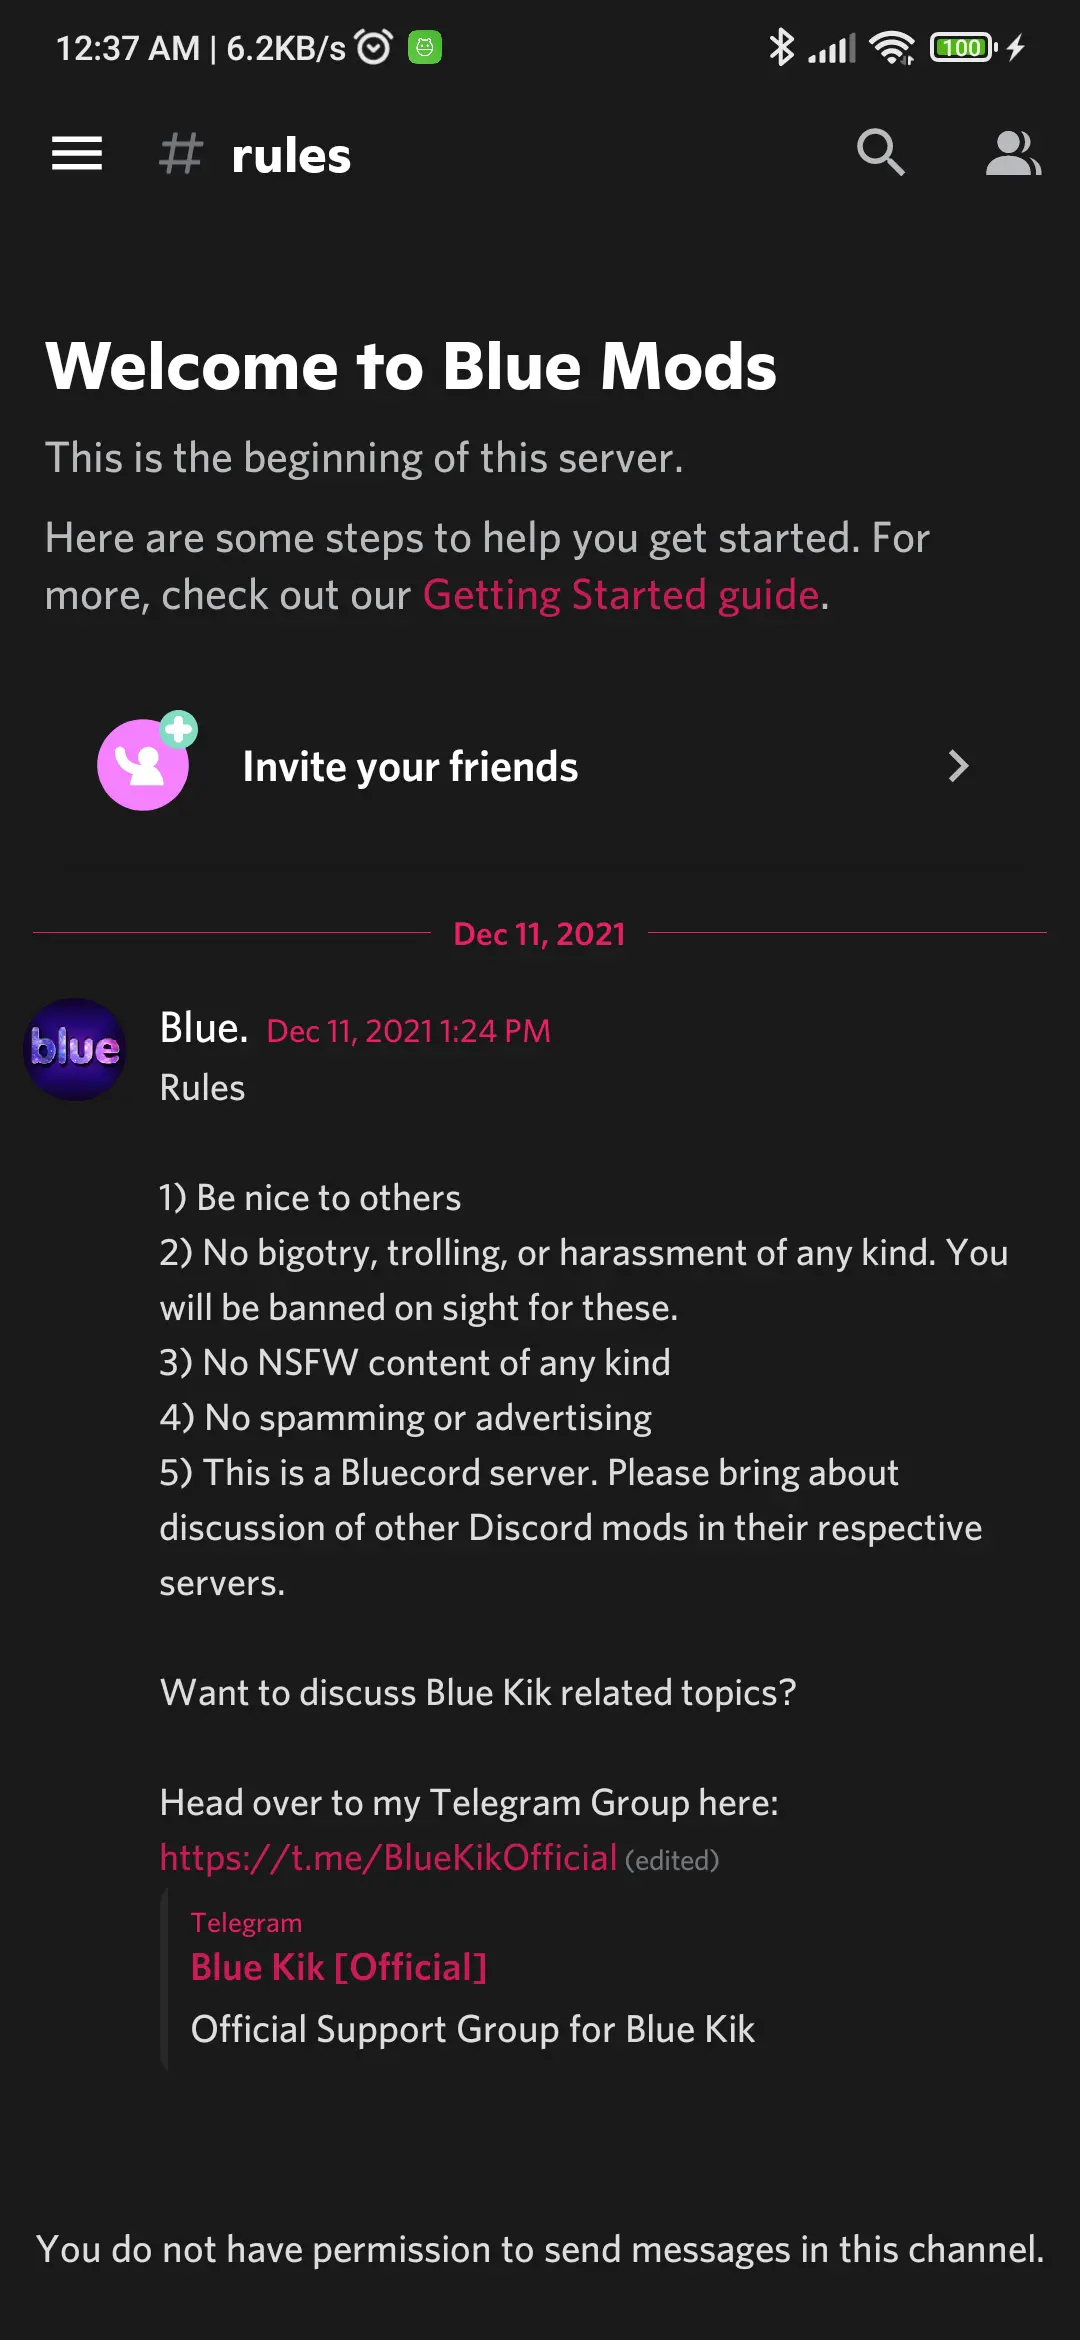 12:37 AM | 6.2KB/s
100
# rules
Welcome to Blue Mods
This is the beginning of this server.
Here are some steps to help you get started. For
more, check out our Getting Started guide.
Invite your friends
Dec 11, 2021
blue
Blue. Dec 11, 2021 1:24 PM
Rules
1) Be nice to others
2) No bigotry, trolling, or harassment of any kind. You
will be banned on sight for these.
3) No NSFW content of any kind
4) No spamming or advertising
5) This is a Bluecord server. Please bring about
discussion of other Discord mods in their respective
servers.
Want to discuss Blue Kik related topics?
Head over to my Telegram Group here:
https://t.me/BlueKikOfficial (edited)
Telegram
Blue Kik [Official]
Official Support Group for Blue Kik
You do not have permission to send messages in this channel.